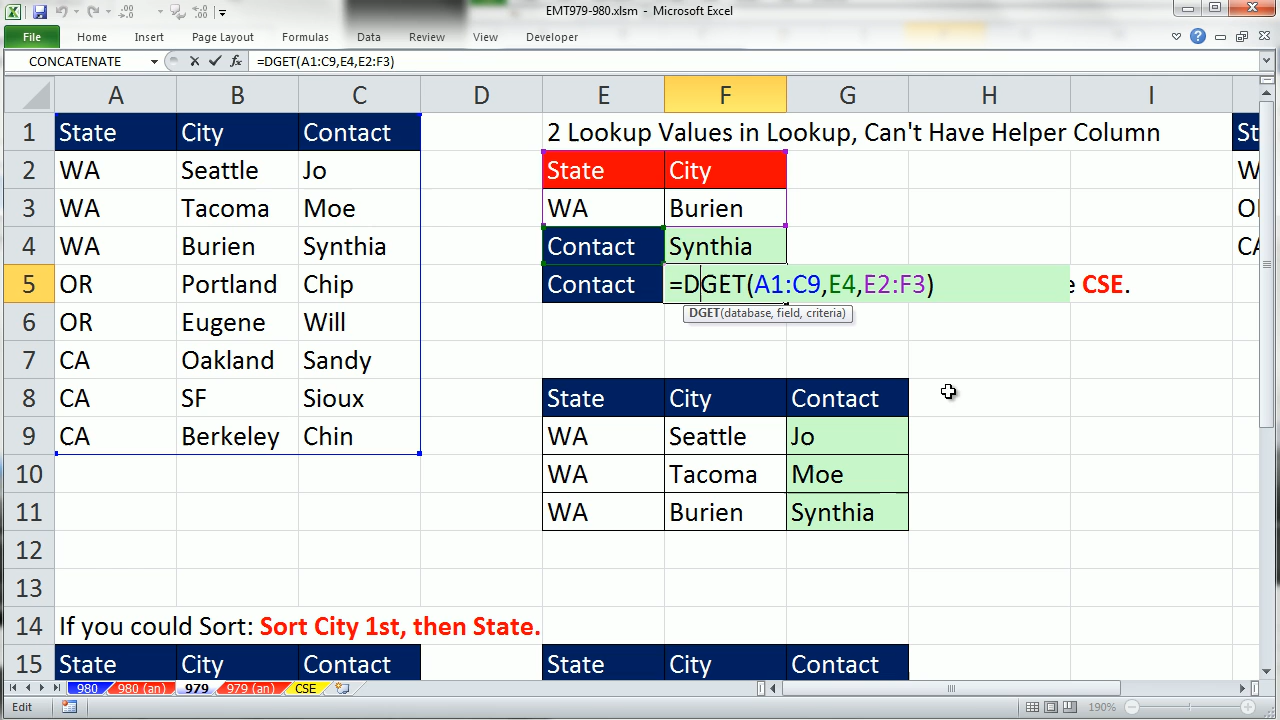 EMT979-980.xlsm - Microsoft Excel
File Home Insert Page Layout Formulas Data Review View Developer
CONCATENATE fx =DGET(A1:C9,E4,E2:F3)
A B C D E F G H I
1 State City Contact 2 Lookup Values in Lookup, Can't Have Helper Column St
2 WA Seattle Jo State City W
3 WA Tacoma Moe WA Burien O
4 WA Burien Synthia Contact Synthia CA
5 OR Portland Chip Contact =DGET(A1:C9,E4,E2:F3) e CSE.
DGET(database, field, criteria)
6 OR Eugene Will
7 CA Oakland Sandy
8 CA SF Sioux State City Contact
9 CA Berkeley Chin WA Seattle Jo
10 WA Tacoma Moe
11 WA Burien Synthia
12
13
14 If you could Sort: Sort City 1st, then State.
15 State City Contact State City Contact
980 980 (an) 979 979 (an) CSE
Edit 190%